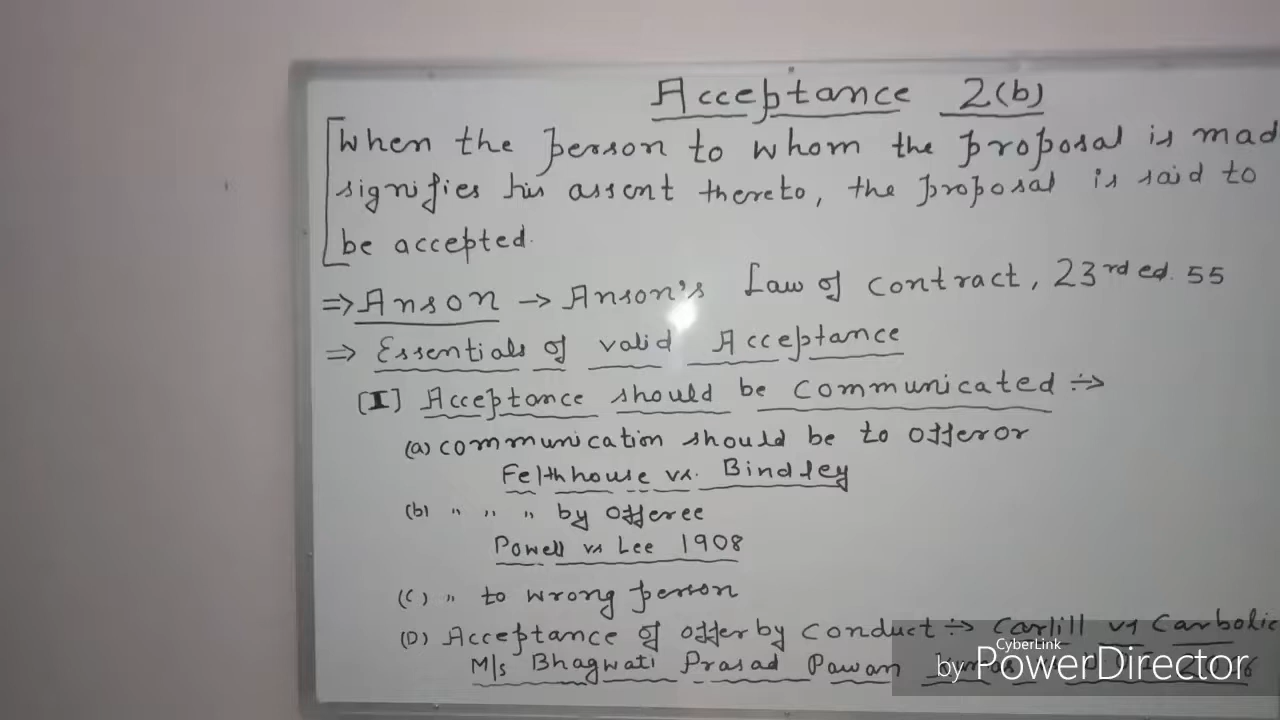 Acceptance 2(b)
When the person to whom the proposal is mad
signifies his assent thereto, the proposal is said to
be accepted.
⇒ Anson → Anson's Law of contract, 23rd ed. 55
⇒ Essentials of valid Acceptance
[I] Acceptance should be communicated ÷>
(a) communication should be to offeror
Felthhouse vs. Bindley
(b) " " " by offeree
Powell vs Lee 1908
(C) " to wrong person
(D) Acceptance of offer by conduct ÷> Carlill vs Carbolic
M/s Bhagwati Prasad Pawan
CyberLink
by PowerDirector